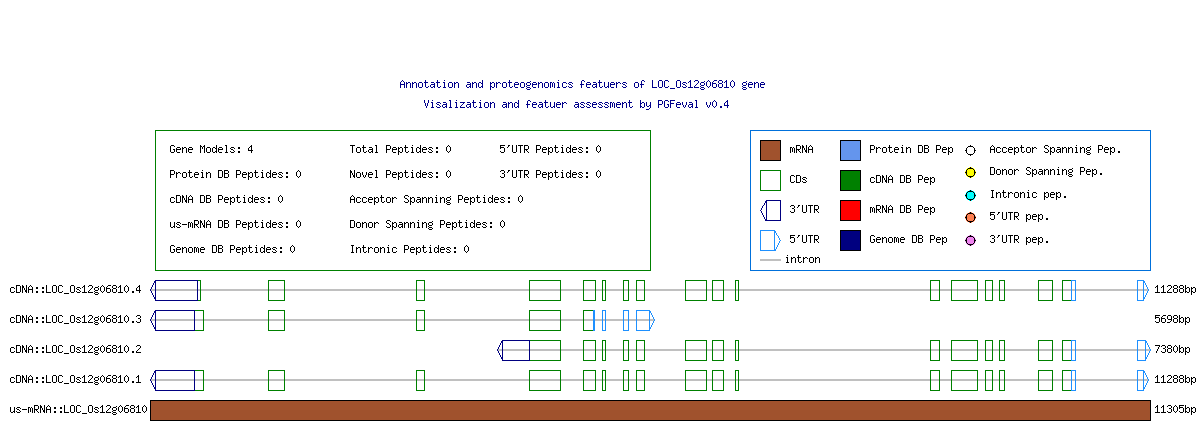 Annotation and proteogenomics featuers of LOC_Os12g06810 gene
Visalization and featuer assessment by PGFeval v0.4
Gene Models: 4 Total Peptides: 0 5'UTR Peptides: 0
Protein DB Peptides: 0 Novel Peptides: 0 3'UTR Peptides: 0
cDNA DB Peptides: 0 Acceptor Spanning Peptides: 0
us-mRNA DB Peptides: 0 Donor Spanning Peptides: 0
Genome DB Peptides: 0 Intronic Peptides: 0
mRNA Protein DB Pep Acceptor Spanning Pep.
CDs cDNA DB Pep Donor Spanning Pep.
3'UTR mRNA DB Pep Intronic pep.
5'UTR Genome DB Pep 5'UTR pep.
intron 3'UTR pep.
cDNA::LOC_Os12g06810.4 11288bp
cDNA::LOC_Os12g06810.3 5698bp
cDNA::LOC_Os12g06810.2 7380bp
cDNA::LOC_Os12g06810.1 11288bp
us-mRNA::LOC_Os12g06810 11305bp